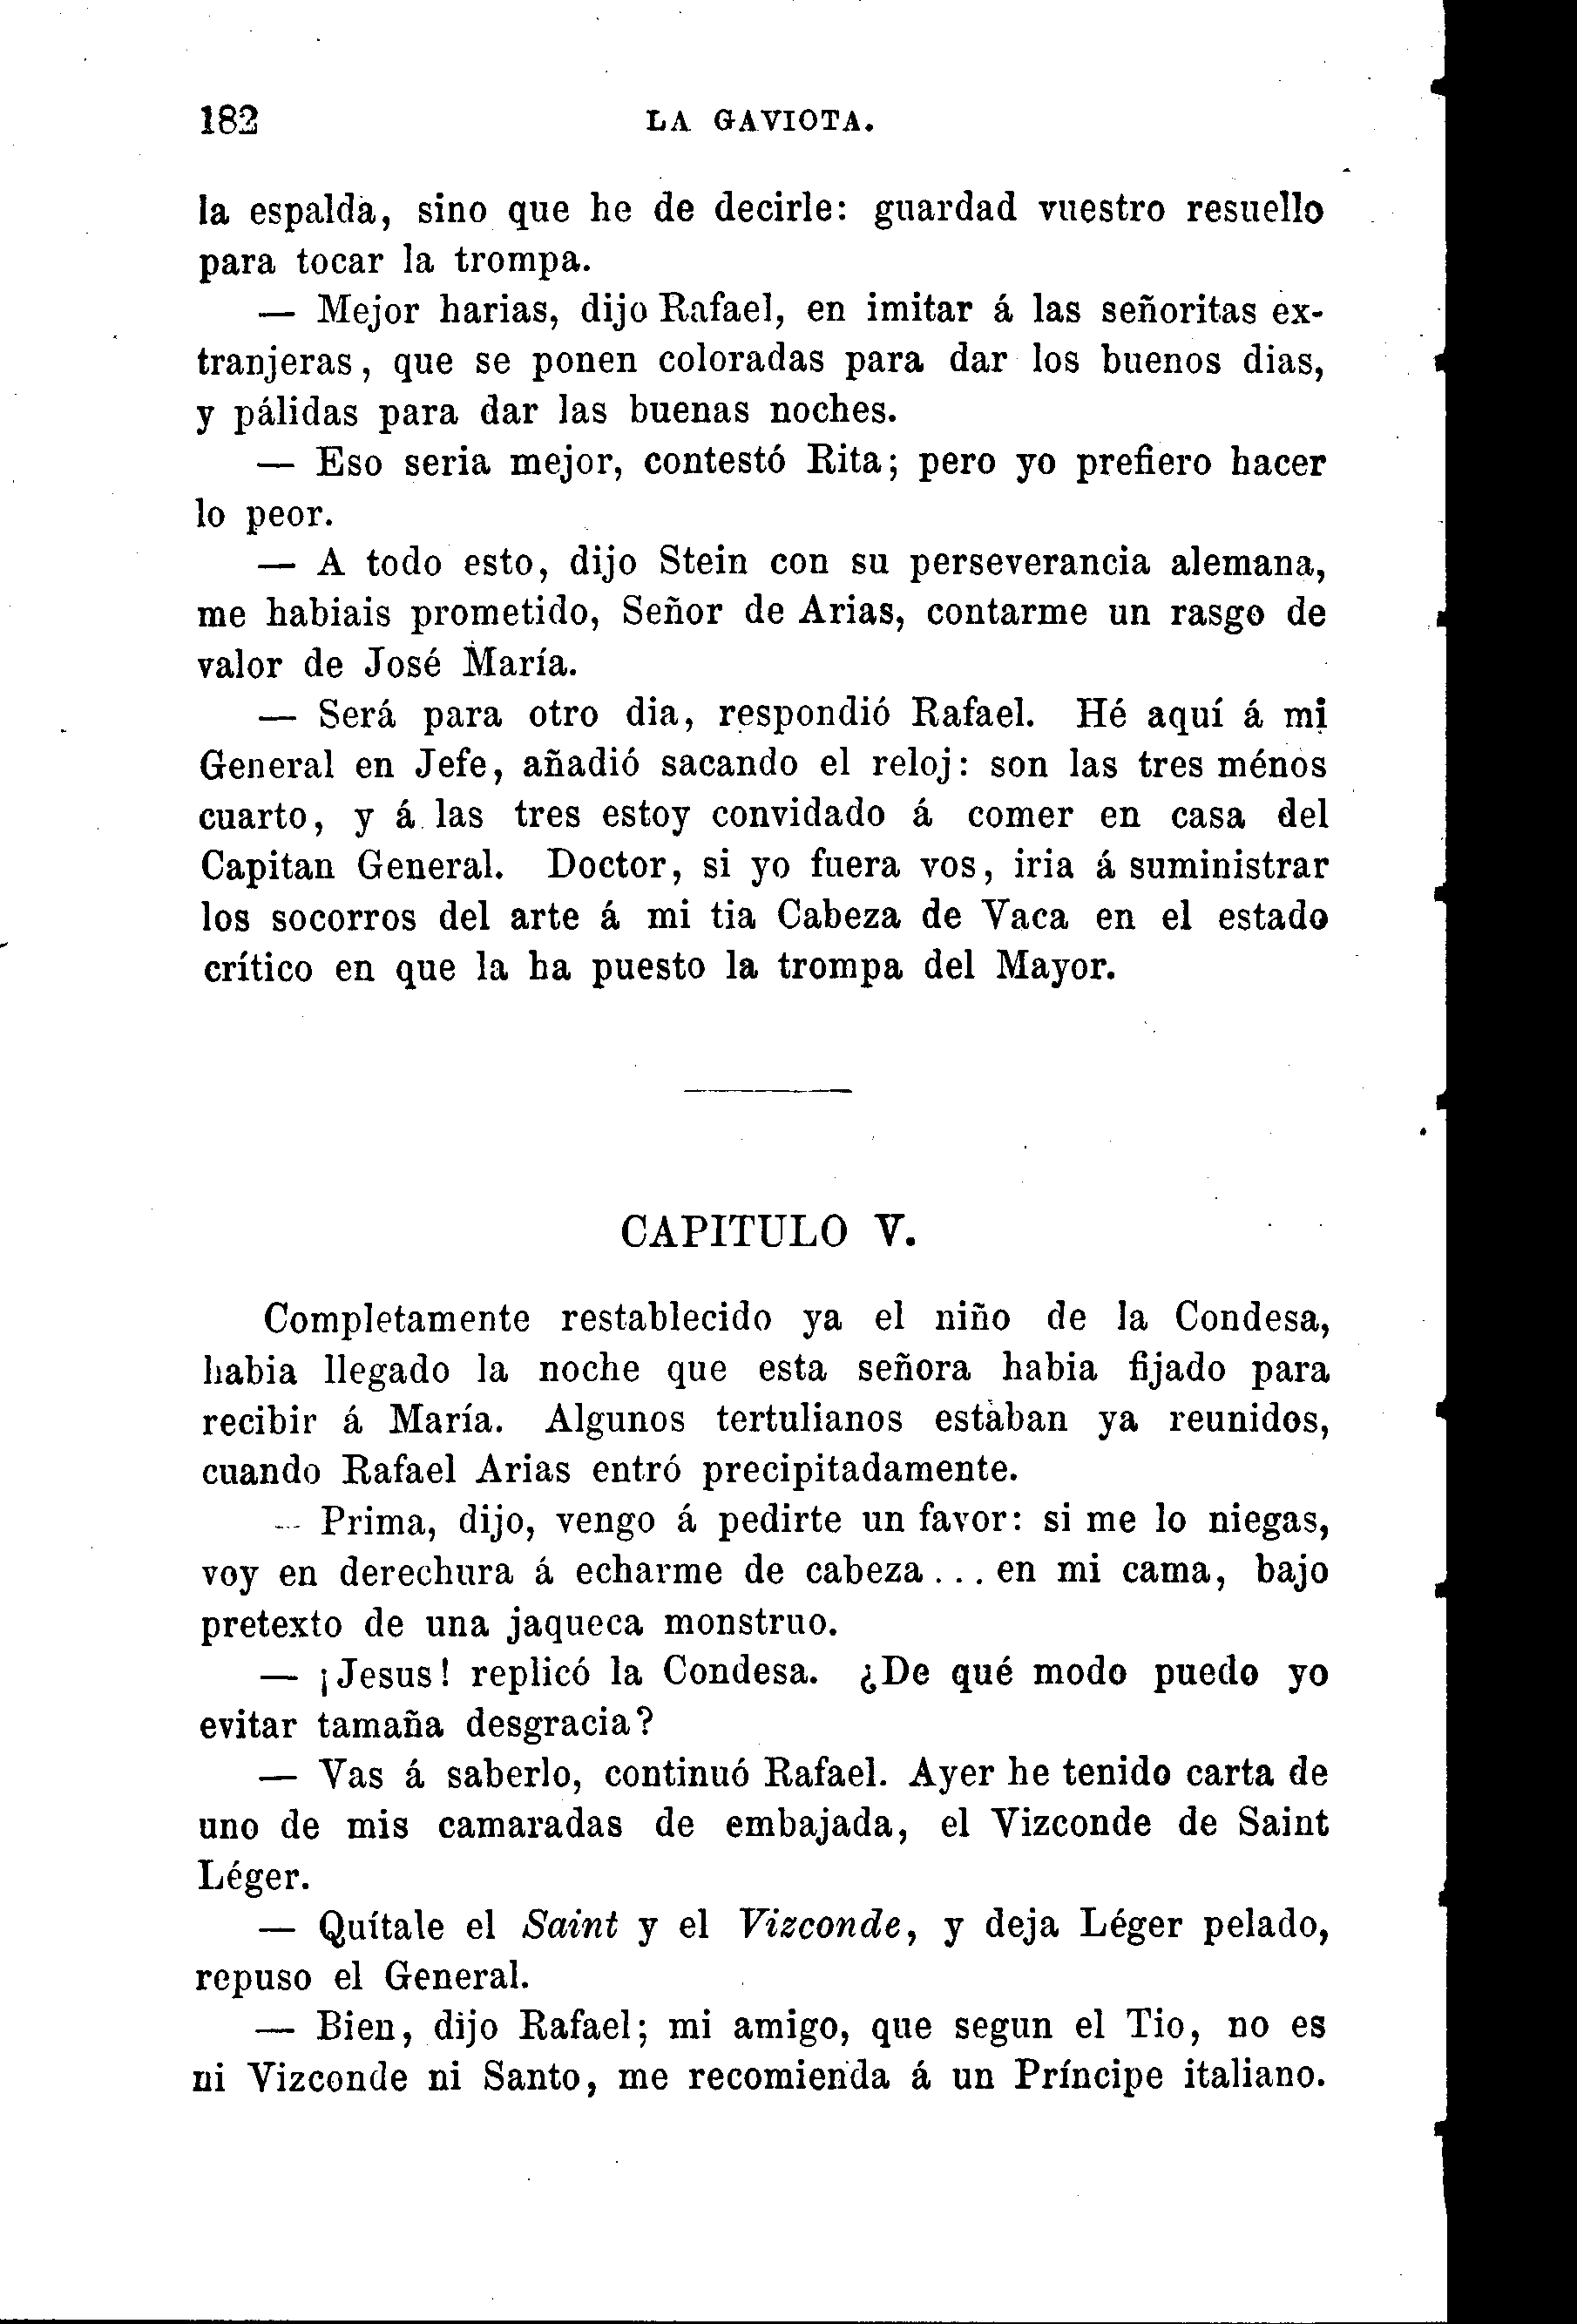 182 LA GAVIOTA.
la espalda, sino que he de decirle: guardad vuestro resuello
para tocar la trompa.
— Mejor harias, dijo Rafael, en imitar á las señoritas ex-
tranjeras, que se ponen coloradas para dar los buenos dias,
y pálidas para dar las buenas noches.
— Eso seria mejor, contestó Rita; pero yo prefiero hacer
lo peor.
— A todo esto, dijo Stein con su perseverancia alemana,
me habiais prometido, Señor de Arias, contarme un rasgo de
valor de José María.
— Será para otro dia, respondió Rafael. Hé aquí á mi
General en Jefe, añadió sacando el reloj: son las tres ménos
cuarto, y á las tres estoy convidado á comer en casa del
Capitan General. Doctor, si yo fuera vos, iria á suministrar
los socorros del arte á mi tia Cabeza de Vaca en el estado
crítico en que la ha puesto la trompa del Mayor.
CAPITULO V.
Completamente restablecido ya el niño de la Condesa,
habia llegado la noche que esta señora habia fijado para
recibir á María. Algunos tertulianos estaban ya reunidos,
cuando Rafael Arias entró precipitadamente.
— Prima, dijo, vengo á pedirte un favor: si me lo niegas,
voy en derechura á echarme de cabeza ... en mi cama, bajo
pretexto de una jaqueca monstruo.
— ¡Jesus! replicó la Condesa. ¿De qué modo puedo yo
evitar tamaña desgracia?
— Vas á saberlo, continuó Rafael. Ayer he tenido carta de
uno de mis camaradas de embajada, el Vizconde de Saint
Léger.
— Quítale el Saint y el Vizconde, y deja Léger pelado,
repuso el General.
— Bien, dijo Rafael; mi amigo, que segun el Tio, no es
ni Vizconde ni Santo, me recomienda á un Príncipe italiano.